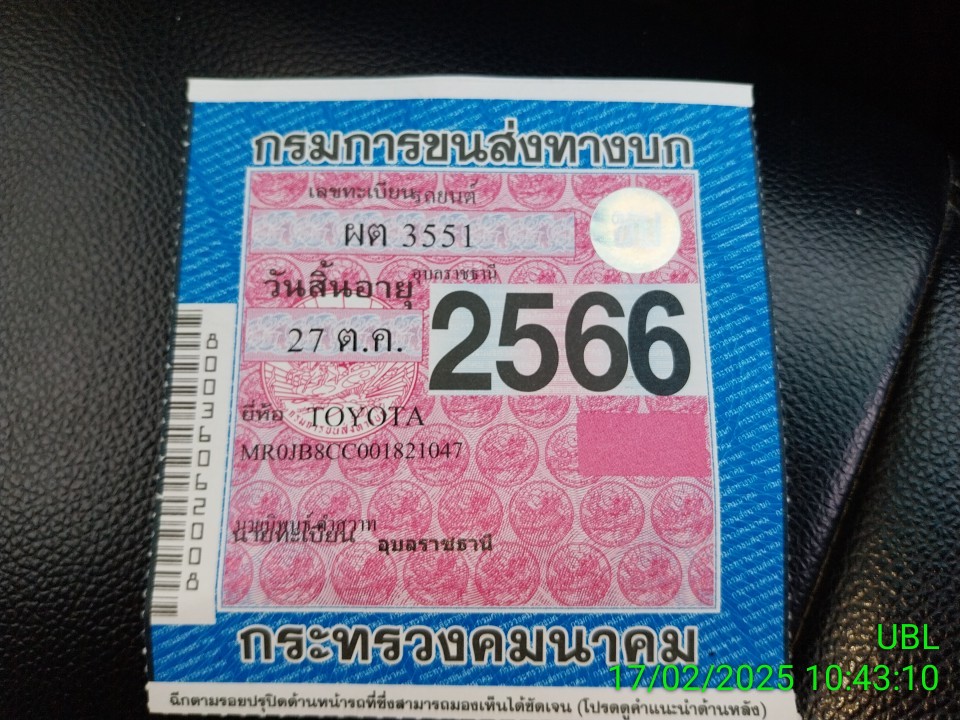 กรมการขนส่งทางบก
เลขทะเบียนรถยนต์
ผต 3551
อุบลราชธานี
วันสิ้นอายุ
27 ต.ค.
2566
ยี่ห้อ TOYOTA
MR0JB8CC001821047
นายทะเบียน อุบลราชธานี
800360620008
กระทรวงคมนาคม
ฉีกตามรอยปรุปิดด้านหน้ารถที่ซึ่งสามารถมองเห็นได้ชัดเจน (โปรดดูคำแนะนำด้านหลัง)
UBL
17/02/2025 10:43:10